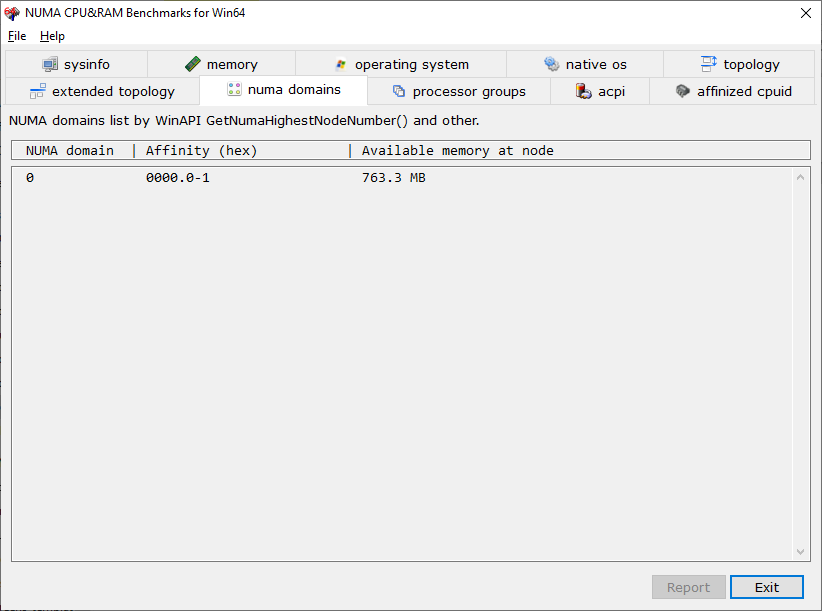 NUMA CPU&RAM Benchmarks for Win64
File Help
sysinfo memory operating system native os topology
extended topology numa domains processor groups acpi affinized cpuid
NUMA domains list by WinAPI GetNumaHighestNodeNumber() and other.
NUMA domain | Affinity (hex) | Available memory at node
0 0000.0-1 763.3 MB
Report Exit